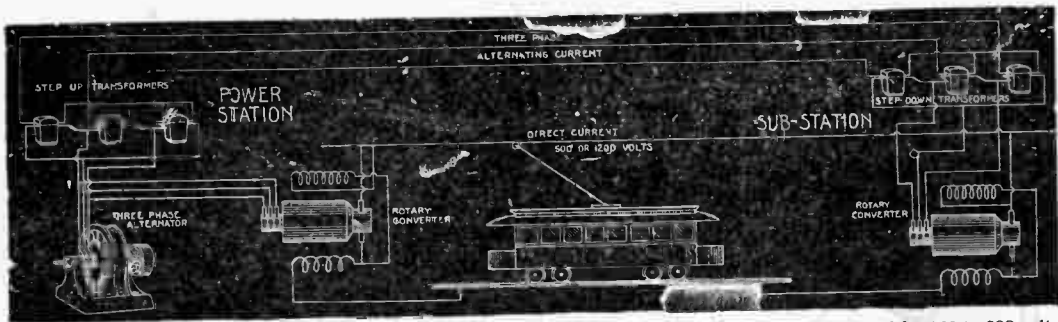 THREE PHASE
ALTERNATING CURRENT
STEP UP TRANSFORMERS
POWER
STATION
STEP DOWN TRANSFORMERS
SUB-STATION
DIRECT CURRENT
500 OR 1200 VOLTS
THREE PHASE
ALTERNATOR
ROTARY
CONVERTER
ROTARY
CONVERTER